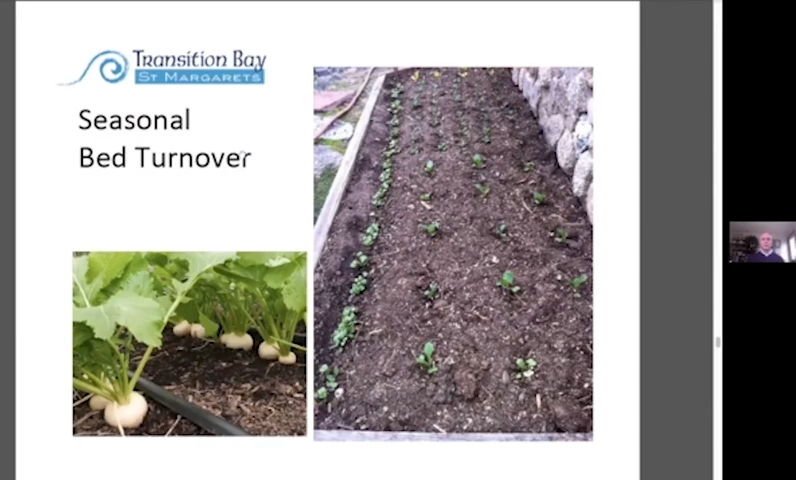 Transition Bay
St Margarets
Seasonal
Bed Turnover